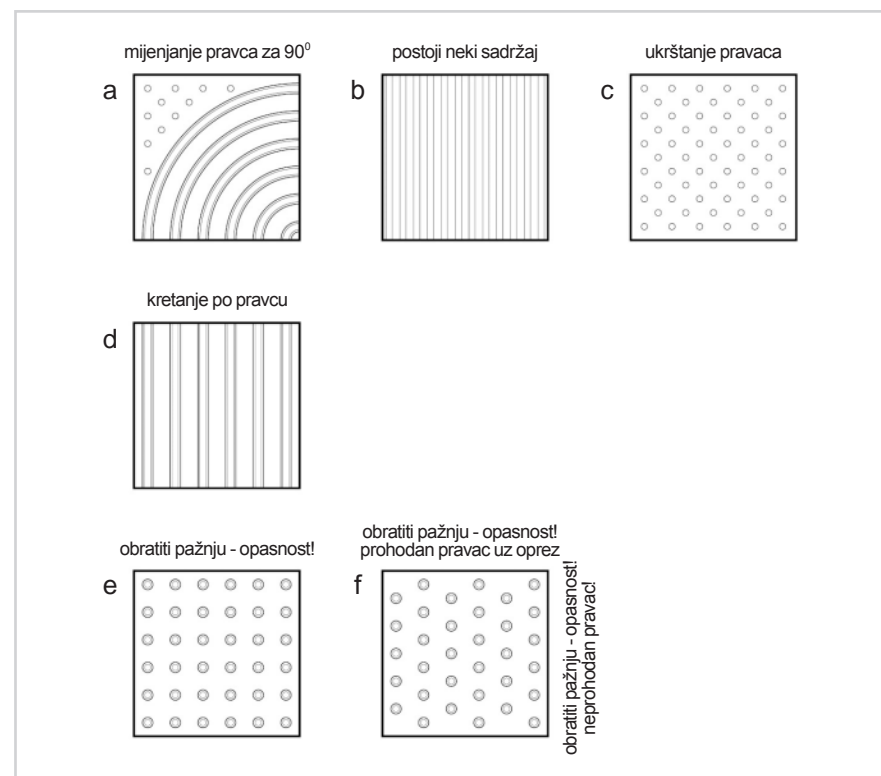 mijenjanje pravca za 90⁰
a
postoji neki sadržaj
b
ukrštanje pravaca
c
kretanje po pravcu
d
obratiti pažnju - opasnost!
e
obratiti pažnju - opasnost!
prohodan pravac uz oprez
f
obratiti pažnju - opasnost!
neprohodan pravac!